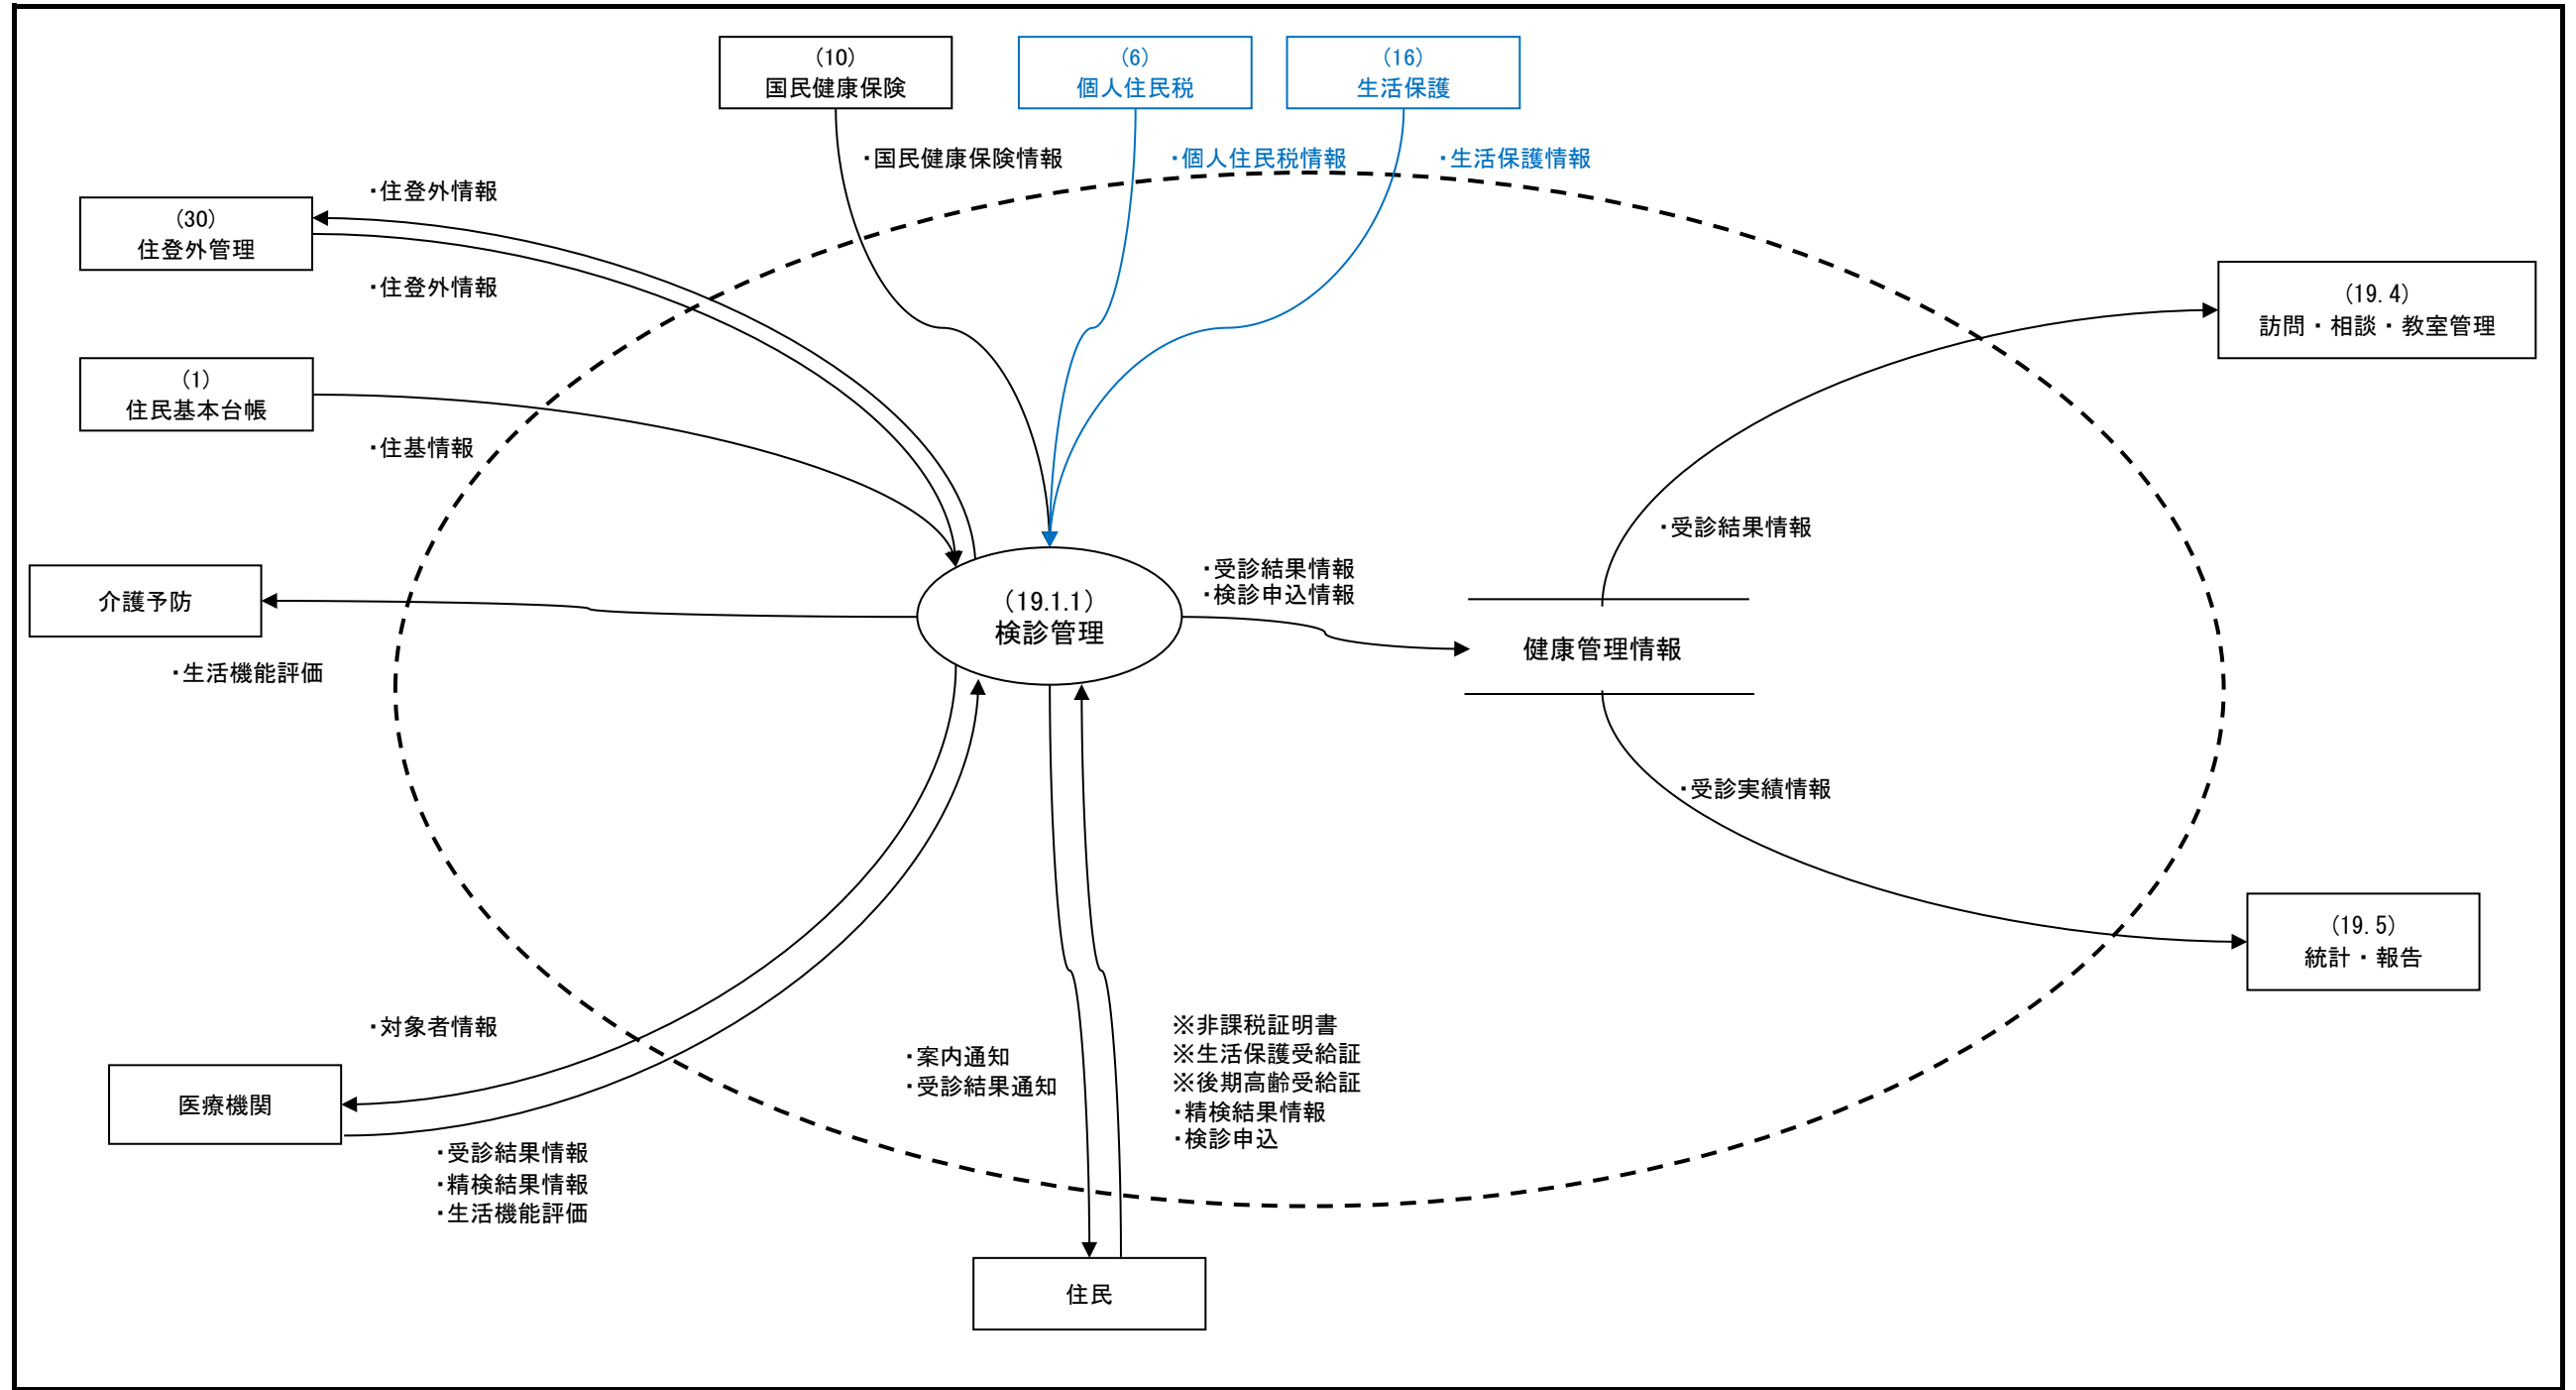 (10)
国民健康保険
(6)
個人住民税
(16)
生活保護
・国民健康保険情報
・個人住民税情報
・生活保護情報
・住登外情報
(30)
住登外管理
・住登外情報
(19.4)
訪問・相談・教室管理
(1)
住民基本台帳
・住基情報
・受診結果情報
介護予防
・生活機能評価
(19.1.1)
検診管理
・受診結果情報
・検診申込情報
健康管理情報
・受診実績情報
(19.5)
統計・報告
・対象者情報
医療機関
・受診結果情報
・精検結果情報
・生活機能評価
・案内通知
・受診結果通知
※非課税証明書
※生活保護受給証
※後期高齢受給証
・精検結果情報
・検診申込
住民